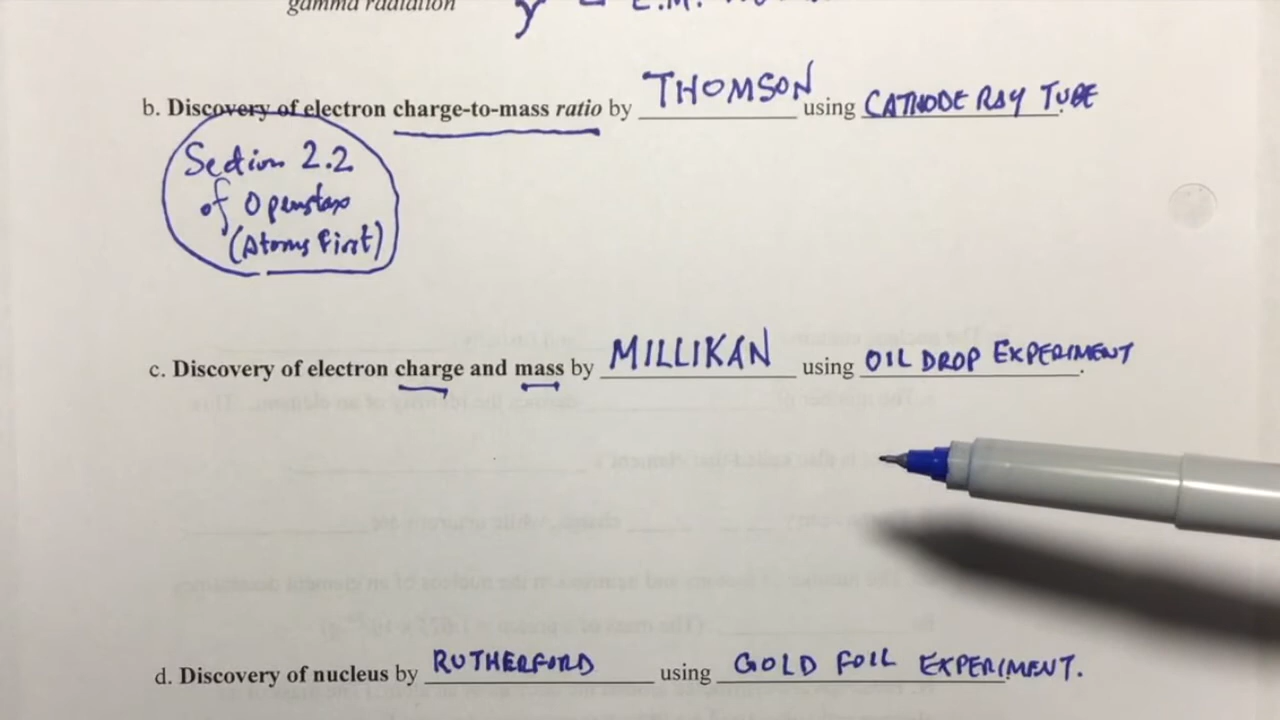 gamma radiation γ
b. Discovery of electron charge-to-mass ratio by THOMSON using CATHODE RAY TUBE.
Section 2.2
of Openstax
(Atoms First)
c. Discovery of electron charge and mass by MILLIKAN using OIL DROP EXPERIMENT.
d. Discovery of nucleus by RUTHERFORD using GOLD FOIL EXPERIMENT.